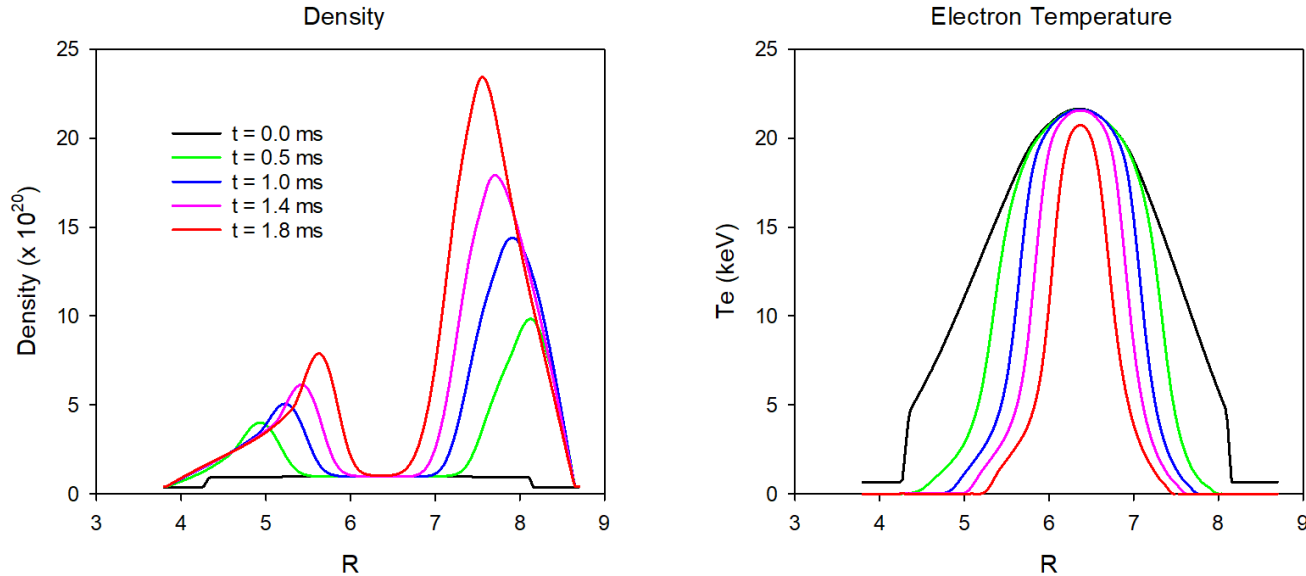 Density
25
20
15
10
5
0
3 4 5 6 7 8 9
R
Density (x 10²⁰)
t = 0.0 ms
t = 0.5 ms
t = 1.0 ms
t = 1.4 ms
t = 1.8 ms
Electron Temperature
25
20
15
10
5
0
3 4 5 6 7 8 9
R
Te (keV)